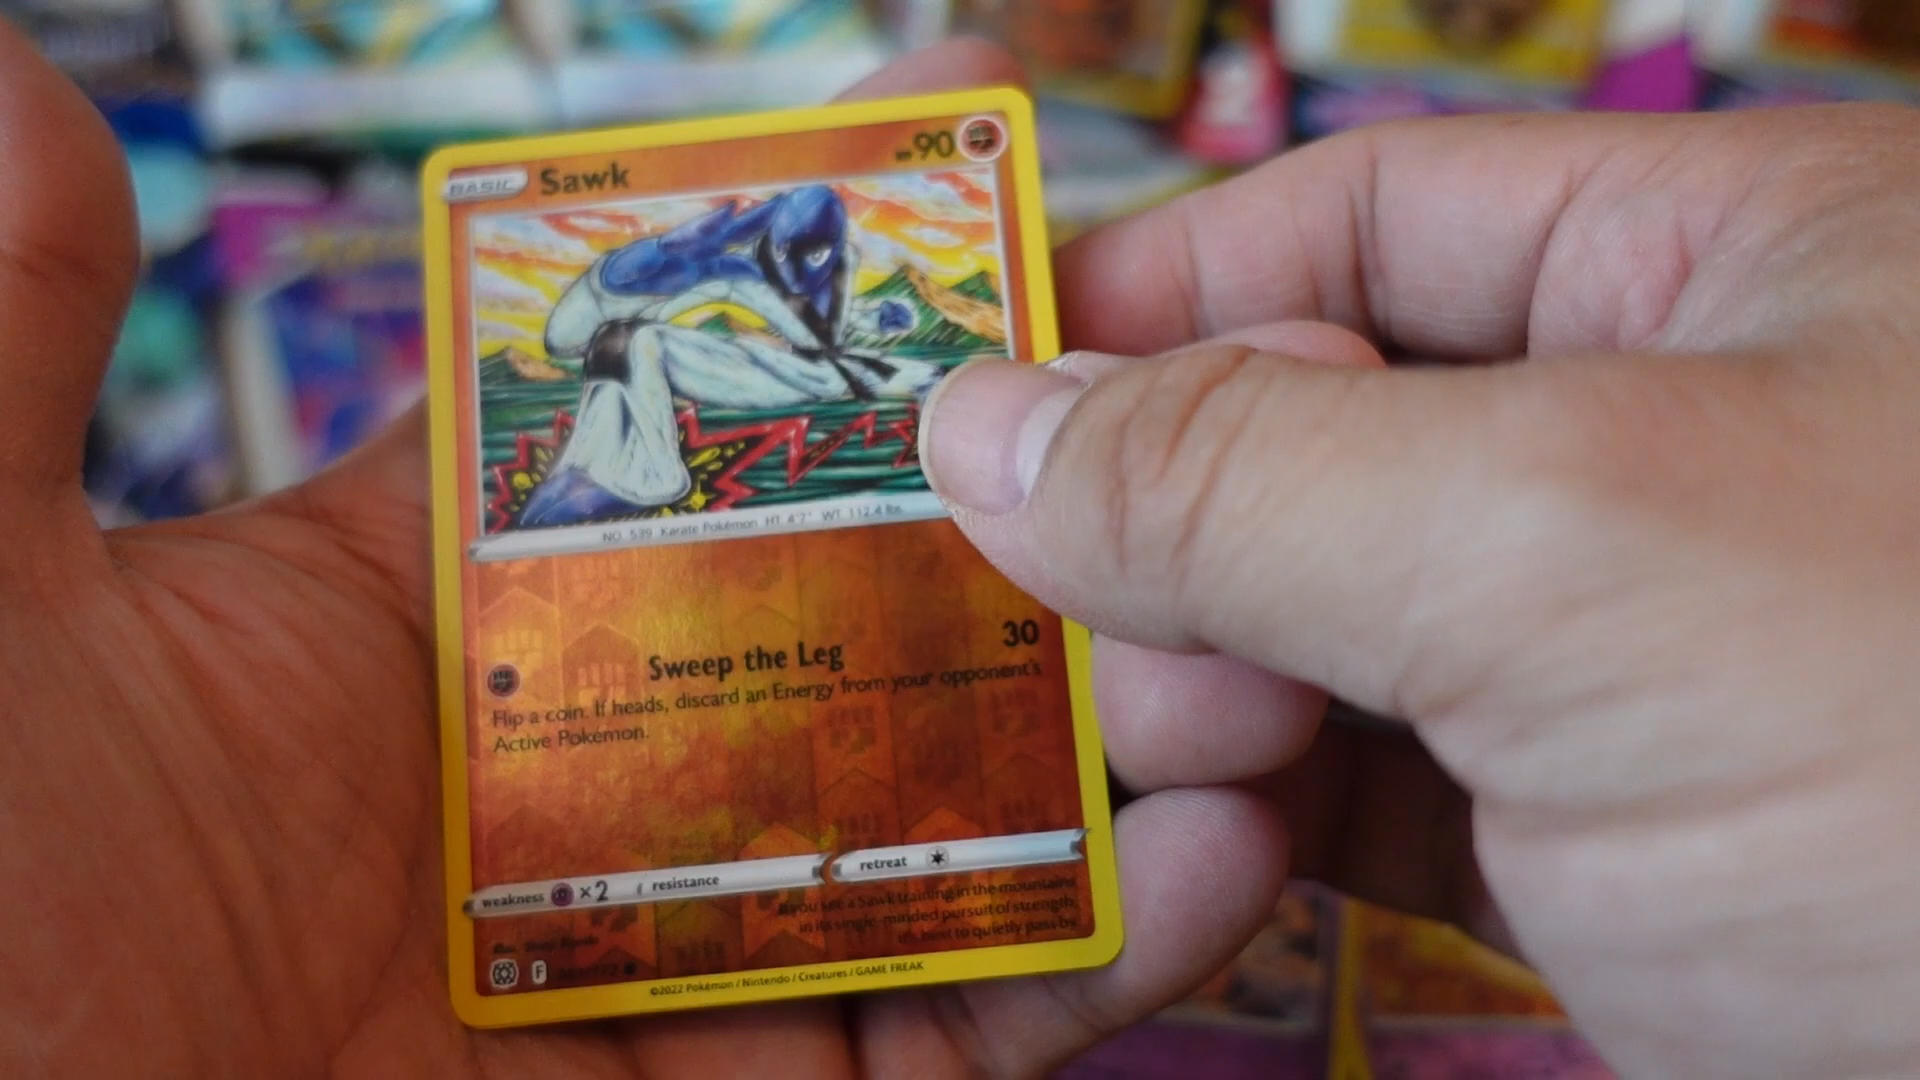 BASIC Sawk HP 90
NO. 539 Karate Pokémon HT 4'7" WT 112.4 lbs.
Sweep the Leg 30
Flip a coin. If heads, discard an Energy from your opponent's
Active Pokémon.
weakness ×2 resistance retreat
If you see a Sawk training in the mountains
in its single-minded pursuit of strength,
it's best to quietly pass by.
F
©2022 Pokémon / Nintendo / Creatures / GAME FREAK